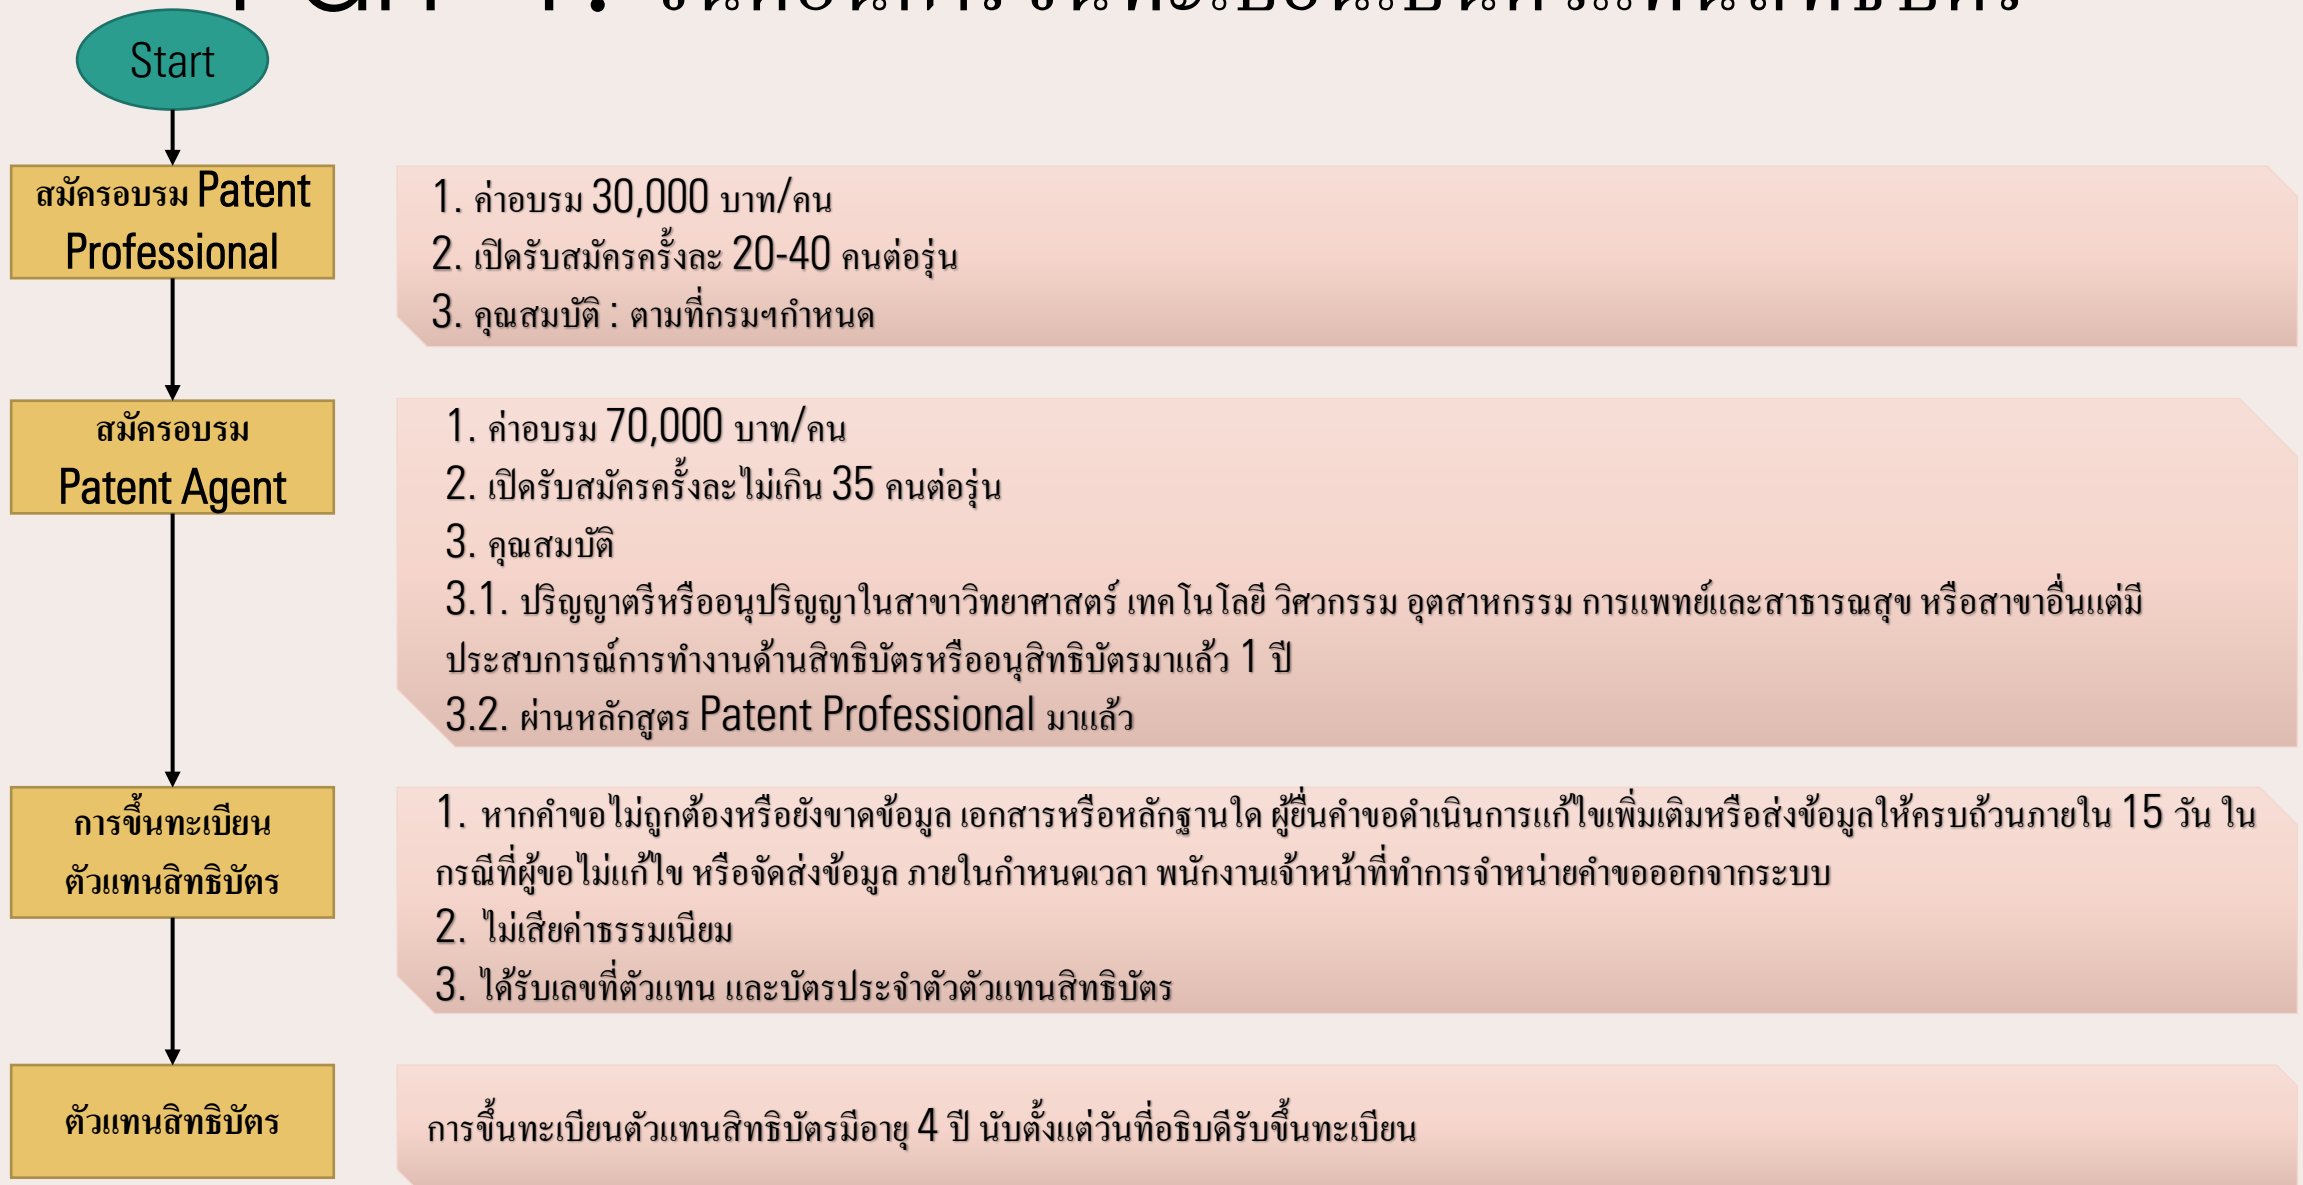 Start
สมัครอบรม Patent
Professional
1. ค่าอบรม 30,000 บาท/คน
2. เปิดรับสมัครครั้งละ 20-40 คนต่อรุ่น
3. คุณสมบัติ : ตามที่กรมฯกำหนด
สมัครอบรม
Patent Agent
1. ค่าอบรม 70,000 บาท/คน
2. เปิดรับสมัครครั้งละไม่เกิน 35 คนต่อรุ่น
3. คุณสมบัติ
3.1. ปริญญาตรีหรืออนุปริญญาในสาขาวิทยาศาสตร์ เทคโนโลยี วิศวกรรม อุตสาหกรรม การแพทย์และสาธารณสุข หรือสาขาอื่นแต่มี
ประสบการณ์การทำงานด้านสิทธิบัตรหรืออนุสิทธิบัตรมาแล้ว 1 ปี
3.2. ผ่านหลักสูตร Patent Professional มาแล้ว
การขึ้นทะเบียน
ตัวแทนสิทธิบัตร
1. หากคำขอไม่ถูกต้องหรือยังขาดข้อมูล เอกสารหรือหลักฐานใด ผู้ยื่นคำขอดำเนินการแก้ไขเพิ่มเติมหรือส่งข้อมูลให้ครบถ้วนภายใน 15 วัน ใน
กรณีที่ผู้ขอไม่แก้ไข หรือจัดส่งข้อมูล ภายในกำหนดเวลา พนักงานเจ้าหน้าที่ทำการจำหน่ายคำขอออกจากระบบ
2. ไม่เสียค่าธรรมเนียม
3. ได้รับเลขที่ตัวแทน และบัตรประจำตัวตัวแทนสิทธิบัตร
ตัวแทนสิทธิบัตร
การขึ้นทะเบียนตัวแทนสิทธิบัตรมีอายุ 4 ปี นับตั้งแต่วันที่อธิบดีรับขึ้นทะเบียน